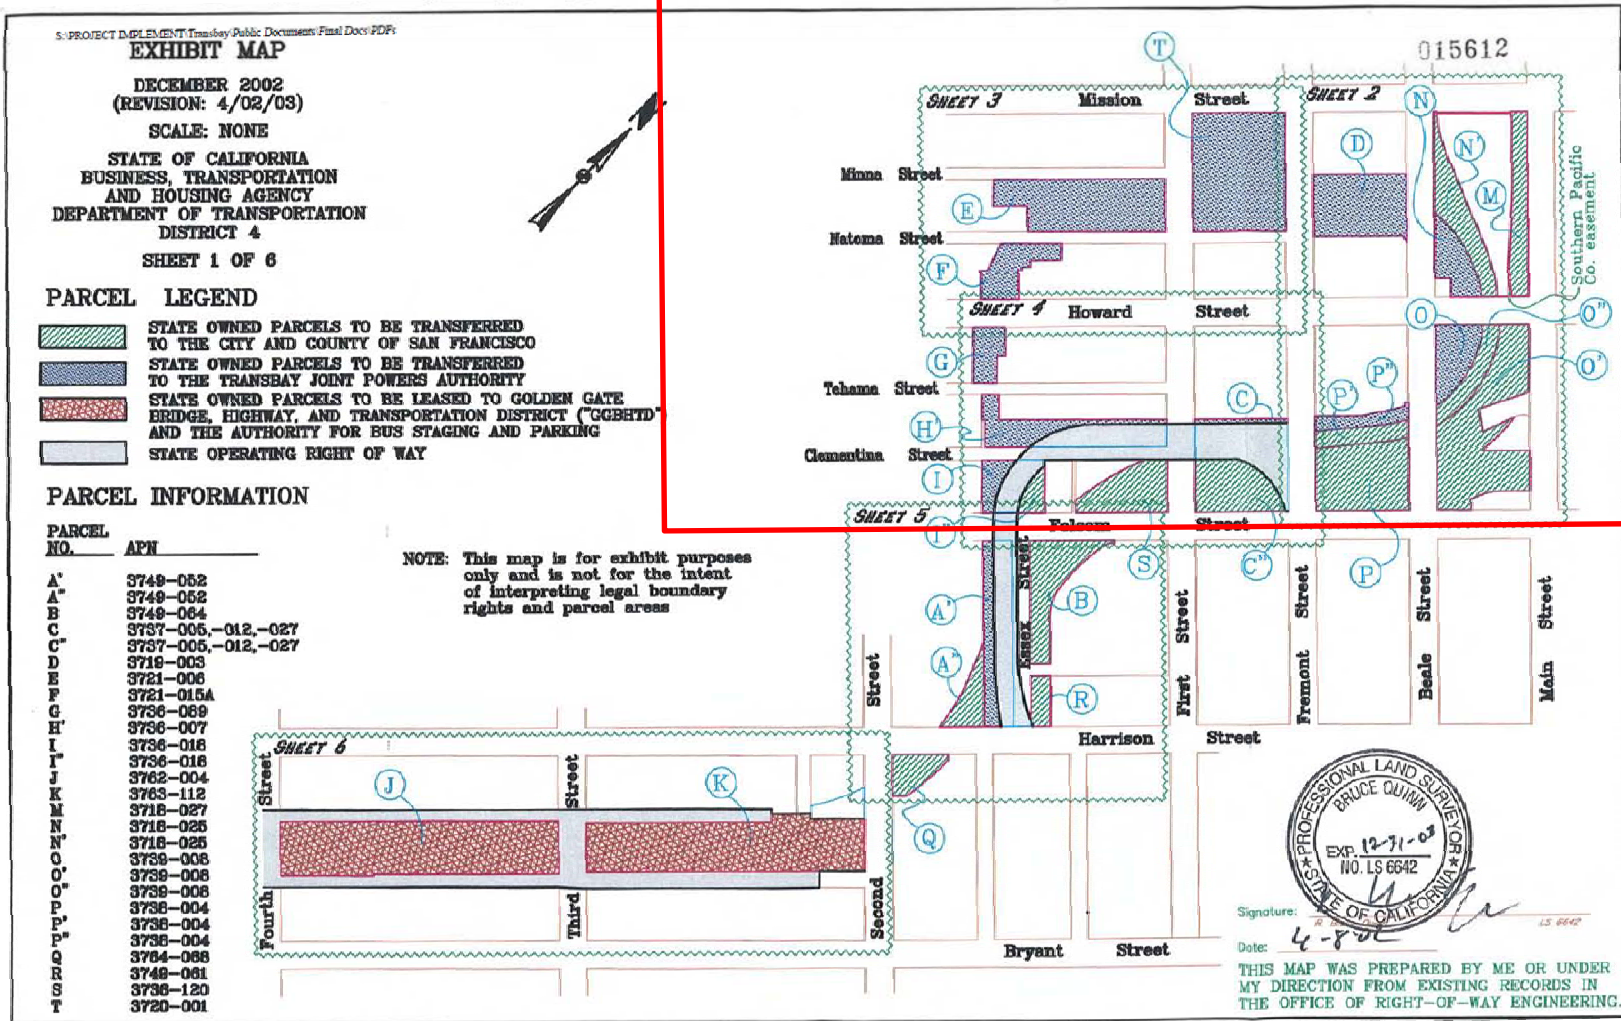 S:\PROJECT IMPLEMENT\Transbay\Public Documents\Final Docs\PDFs
EXHIBIT MAP
DECEMBER 2002
(REVISION: 4/02/03)
SCALE: NONE
STATE OF CALIFORNIA
BUSINESS, TRANSPORTATION
AND HOUSING AGENCY
DEPARTMENT OF TRANSPORTATION
DISTRICT 4
SHEET 1 OF 6
PARCEL LEGEND
STATE OWNED PARCELS TO BE TRANSFERRED
TO THE CITY AND COUNTY OF SAN FRANCISCO
STATE OWNED PARCELS TO BE TRANSFERRED
TO THE TRANSBAY JOINT POWERS AUTHORITY
STATE OWNED PARCELS TO BE LEASED TO GOLDEN GATE
BRIDGE, HIGHWAY, AND TRANSPORTATION DISTRICT ("GGBHTD")
AND THE AUTHORITY FOR BUS STAGING AND PARKING
STATE OPERATING RIGHT OF WAY
PARCEL INFORMATION
PARCEL
NO. APN
A' 3749-052
A" 3749-052
B 3749-064
C 3737-005,-012,-027
C" 3737-005,-012,-027
D 3719-003
E 3721-006
F 3721-015A
G 3736-089
H' 3736-007
I 3736-018
I" 3736-018
J 3762-004
K 3763-112
M 3718-027
N 3718-025
N' 3718-025
O 3739-008
O' 3739-008
O" 3739-008
P 3738-004
P' 3738-004
P" 3738-004
Q 3764-068
R 3749-061
S 3736-120
T 3720-001
NOTE: This map is for exhibit purposes
only and is not for the intent
of interpreting legal boundary
rights and parcel areas
015612
T
SHEET 3
Mission Street
SHEET 2
N
D
N'
M
Southern Pacific
Co. easement
Minna Street
E
Natoma Street
F
SHEET 4
Howard Street
O
O"
G
O'
Tehama Street
C
P'
P"
H
Clementina Street
I
SHEET 5
I"
Folsom Street
S
C"
P
A'
B
Essex Street
First Street
Fremont Street
Beale Street
Main Street
A"
R
Street
Harrison Street
SHEET 6
J
K
Q
Fourth Street
Third Street
Second
Bryant Street
PROFESSIONAL LAND SURVEYOR
BRUCE QUINN
EXP. 12-31-03
NO. LS 6642
STATE OF CALIFORNIA
Signature:
LS 6642
Date:
THIS MAP WAS PREPARED BY ME OR UNDER
MY DIRECTION FROM EXISTING RECORDS IN
THE OFFICE OF RIGHT-OF-WAY ENGINEERING.